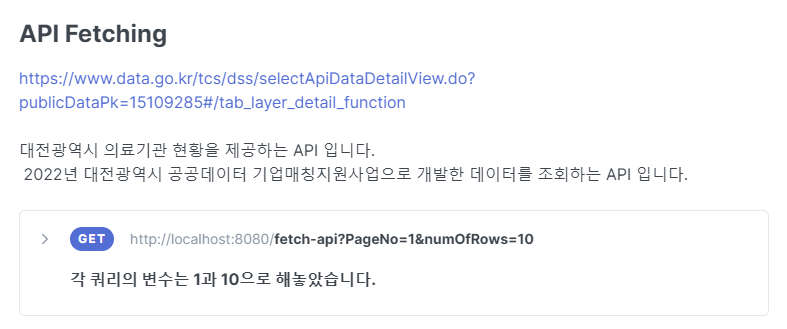 API Fetching
https://www.data.go.kr/tcs/dss/selectApiDataDetailView.do?
publicDataPk=15109285#/tab_layer_detail_function
대전광역시 의료기관 현황을 제공하는 API 입니다.
2022년 대전광역시 공공데이터 기업매칭지원사업으로 개발한 데이터를 조회하는 API 입니다.
GET http://localhost:8080/fetch-api?PageNo=1&numOfRows=10
각 쿼리의 변수는 1과 10으로 해놓았습니다.